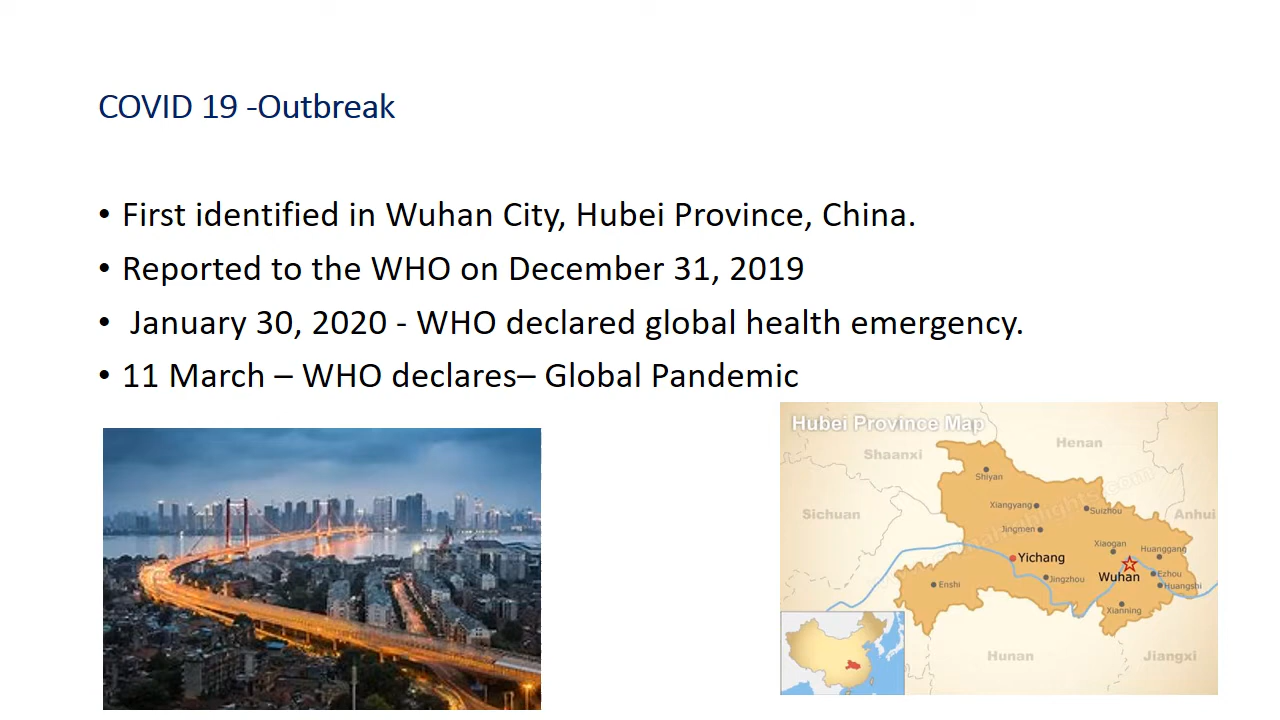 COVID 19 -Outbreak
• First identified in Wuhan City, Hubei Province, China.
• Reported to the WHO on December 31, 2019
• January 30, 2020 - WHO declared global health emergency.
• 11 March – WHO declares– Global Pandemic
Hubei Province Map
Henan
Shaanxi
Shiyan
Xiangyang
Suizhou
Sichuan
Anhui
Jingmen
Xiaogan
Huanggang
Yichang
Wuhan
Ezhou
Enshi
Jingzhou
Huangshi
Xianning
Hunan
Jiangxi